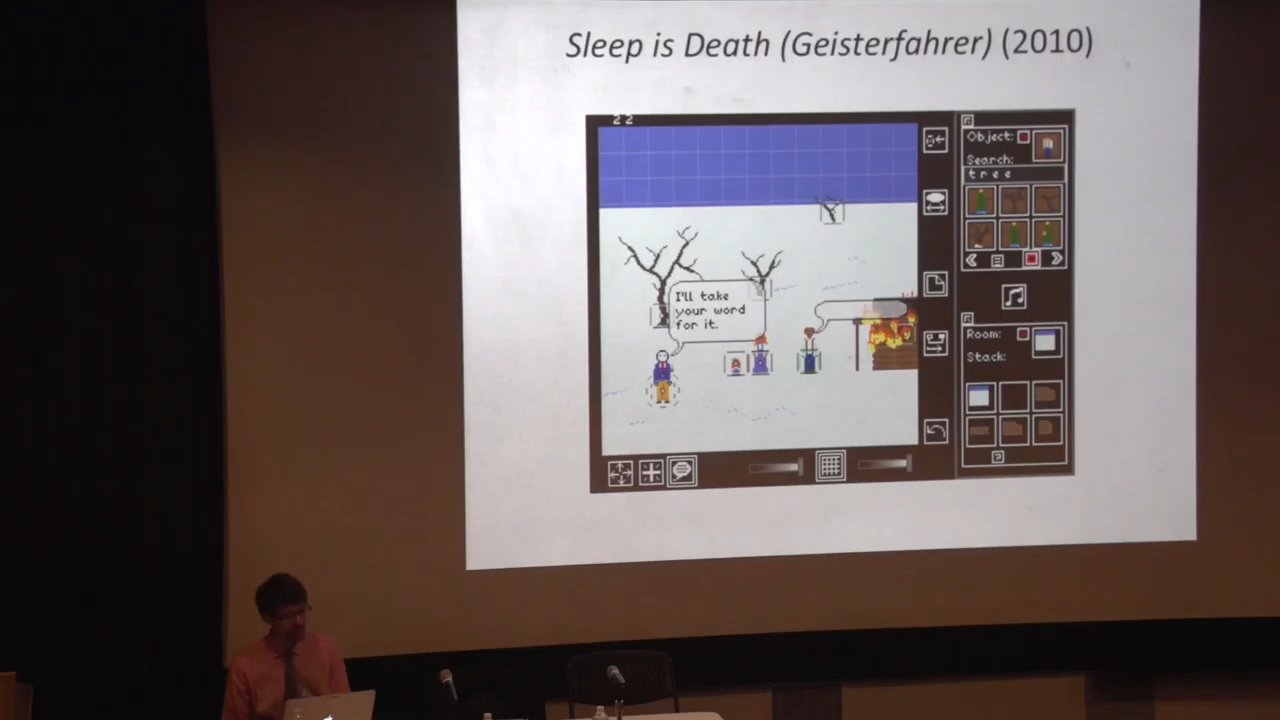 Sleep is Death (Geisterfahrer) (2010)
22
Object:
Search:
tree
I'll take
your word
for it.
Room:
Stack: